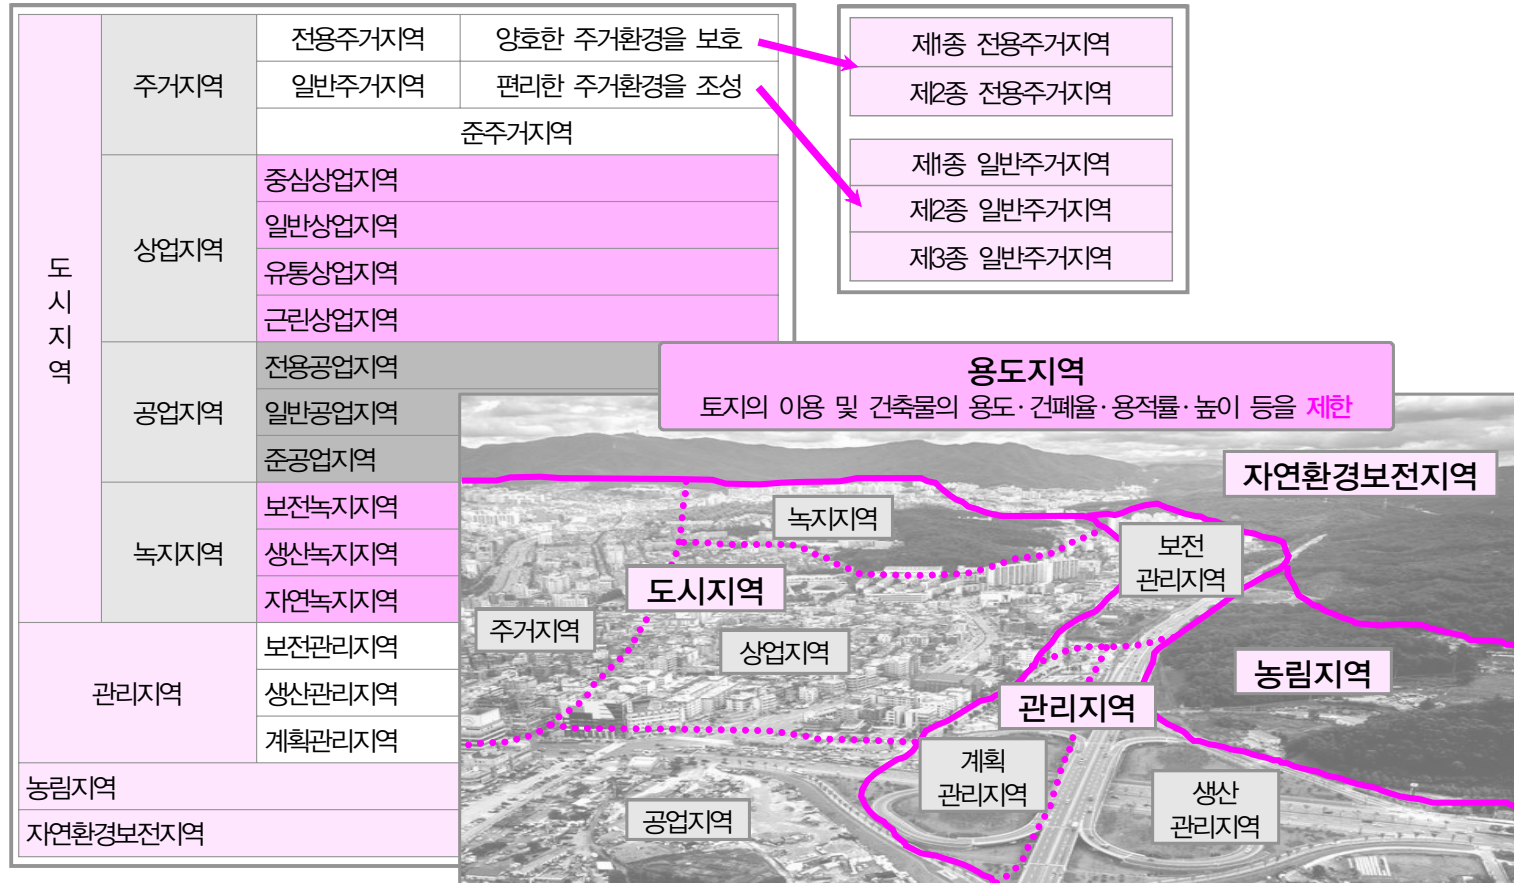 도시지역
주거지역
전용주거지역 양호한 주거환경을 보호
일반주거지역 편리한 주거환경을 조성
준주거지역
상업지역
중심상업지역
일반상업지역
유통상업지역
근린상업지역
공업지역
전용공업지역
일반공업지역
준공업지역
녹지지역
보전녹지지역
생산녹지지역
자연녹지지역
관리지역
보전관리지역
생산관리지역
계획관리지역
농림지역
자연환경보전지역
제1종 전용주거지역
제2종 전용주거지역
제1종 일반주거지역
제2종 일반주거지역
제3종 일반주거지역
용도지역
토지의 이용 및 건축물의 용도·건폐율·용적률·높이 등을 제한
자연환경보전지역
녹지지역
보전
관리지역
도시지역
주거지역
상업지역
농림지역
관리지역
계획
관리지역
생산
관리지역
공업지역